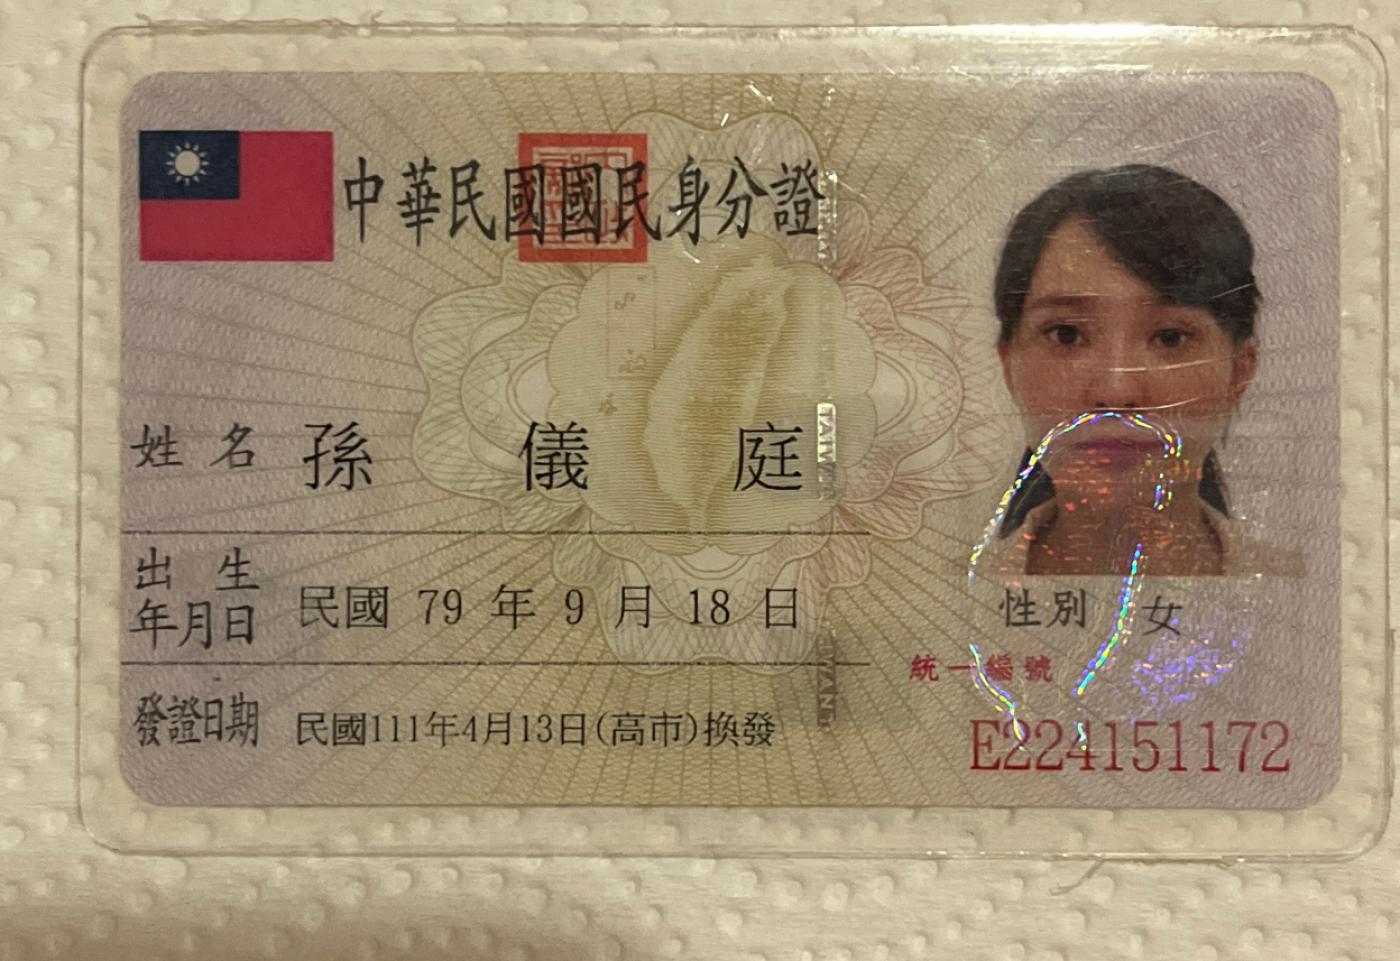 中華民國國民身分證
姓名 孫儀庭
出生年月日 民國 79 年 9 月 18 日
發證日期 民國111年4月13日(高市)換發
性別 女
統一編號
E224151172
TAIWAN